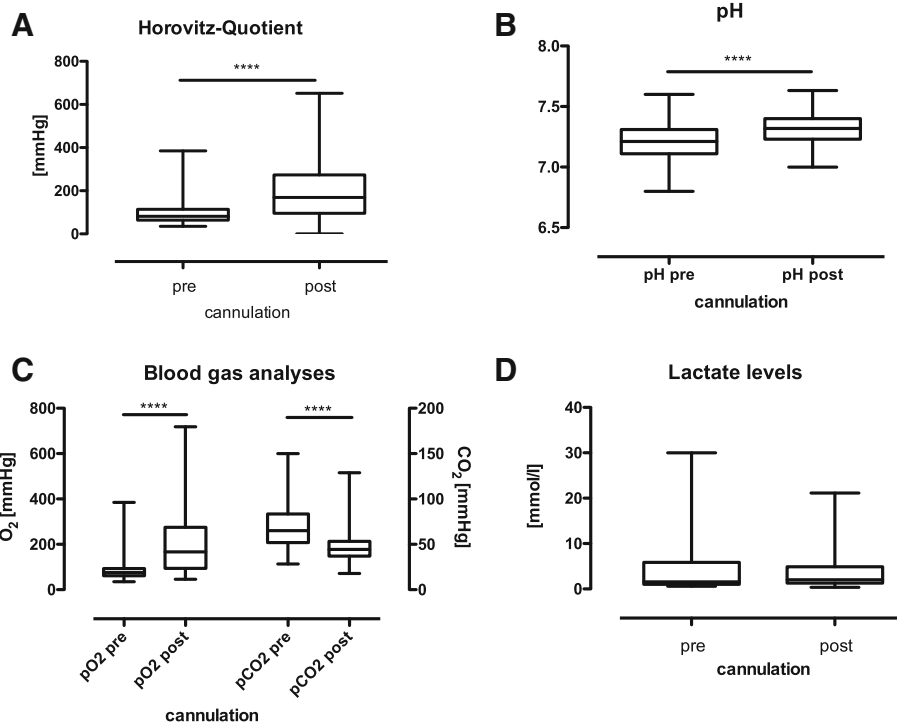 A
Horovitz-Quotient
[mmHg]
800
600
400
200
0
****
pre
post
cannulation
B
pH
8.0
7.5
7.0
6.5
****
pH pre
pH post
cannulation
C
Blood gas analyses
O2 [mmHg]
800
600
400
200
0
****
****
200
150
100
50
0
CO2 [mmHg]
pO2 pre
pO2 post
pCO2 pre
pCO2 post
cannulation
D
Lactate levels
[mmol/l]
40
30
20
10
0
pre
post
cannulation